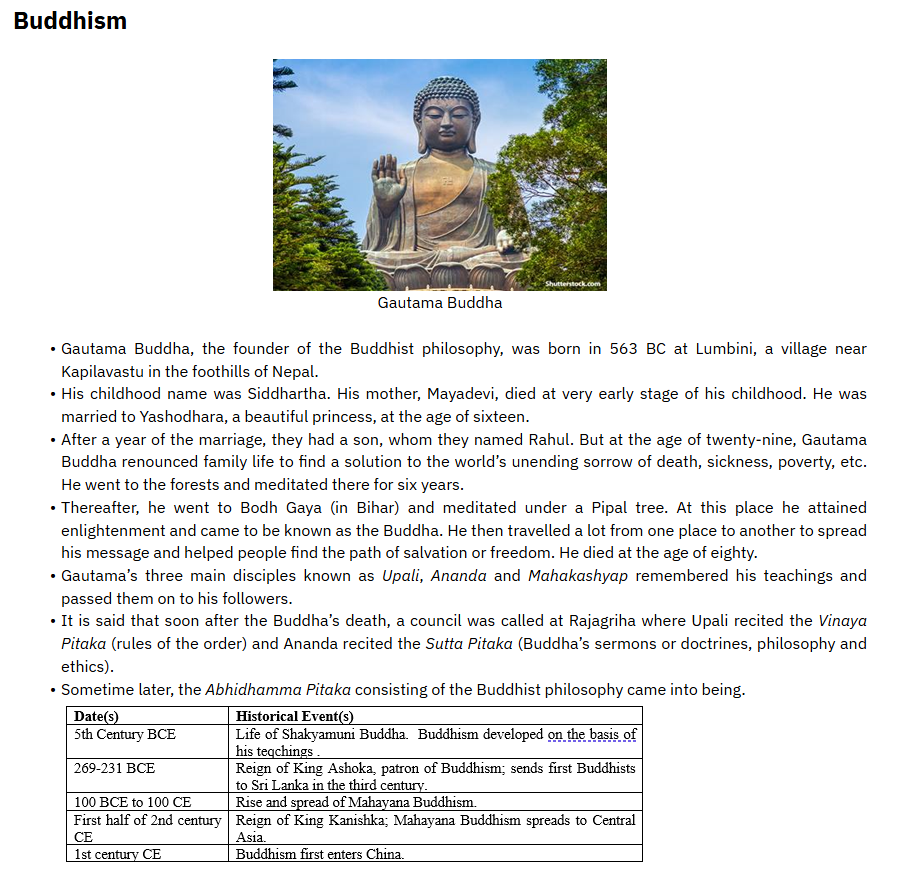 Buddhism
Shutterstock.com
Gautama Buddha
• Gautama Buddha, the founder of the Buddhist philosophy, was born in 563 BC at Lumbini, a village near
Kapilavastu in the foothills of Nepal.
• His childhood name was Siddhartha. His mother, Mayadevi, died at very early stage of his childhood. He was
married to Yashodhara, a beautiful princess, at the age of sixteen.
• After a year of the marriage, they had a son, whom they named Rahul. But at the age of twenty-nine, Gautama
Buddha renounced family life to find a solution to the world’s unending sorrow of death, sickness, poverty, etc.
He went to the forests and meditated there for six years.
• Thereafter, he went to Bodh Gaya (in Bihar) and meditated under a Pipal tree. At this place he attained
enlightenment and came to be known as the Buddha. He then travelled a lot from one place to another to spread
his message and helped people find the path of salvation or freedom. He died at the age of eighty.
• Gautama’s three main disciples known as Upali, Ananda and Mahakashyap remembered his teachings and
passed them on to his followers.
• It is said that soon after the Buddha’s death, a council was called at Rajagriha where Upali recited the Vinaya
Pitaka (rules of the order) and Ananda recited the Sutta Pitaka (Buddha’s sermons or doctrines, philosophy and
ethics).
• Sometime later, the Abhidhamma Pitaka consisting of the Buddhist philosophy came into being.
Date(s) Historical Event(s)
5th Century BCE Life of Shakyamuni Buddha. Buddhism developed on the basis of
his teqchings .
269-231 BCE Reign of King Ashoka, patron of Buddhism; sends first Buddhists
to Sri Lanka in the third century.
100 BCE to 100 CE Rise and spread of Mahayana Buddhism.
First half of 2nd century Reign of King Kanishka; Mahayana Buddhism spreads to Central
CE Asia.
1st century CE Buddhism first enters China.